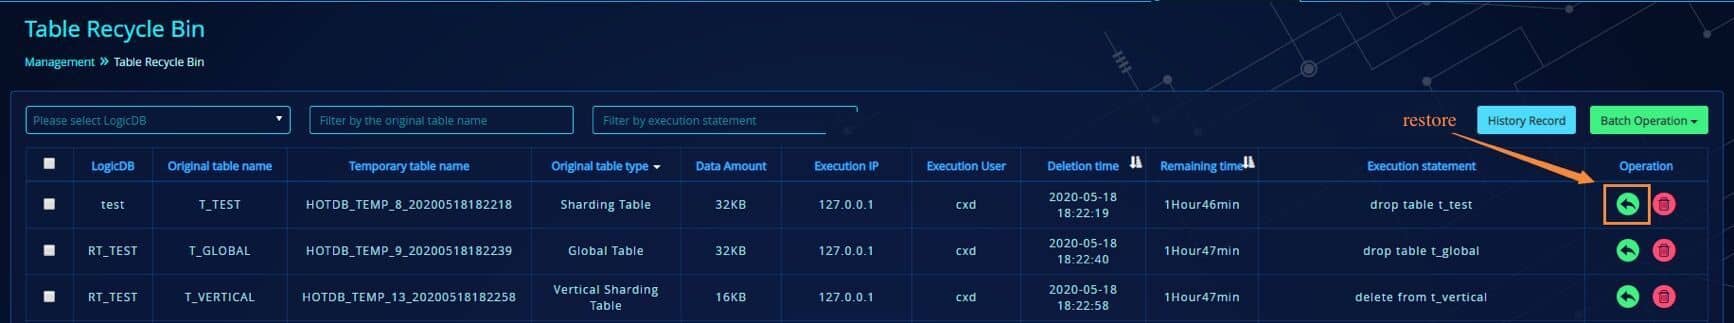 Table Recycle Bin
Management » Table Recycle Bin
Please select LogicDB Filter by the original table name Filter by execution statement restore History Record Batch Operation
LogicDB Original table name Temporary table name Original table type Data Amount Execution IP Execution User Deletion time Remaining time Execution statement Operation
test T_TEST HOTDB_TEMP_8_20200518182218 Sharding Table 32KB 127.0.0.1 cxd 2020-05-18 18:22:19 1Hour46min drop table t_test
RT_TEST T_GLOBAL HOTDB_TEMP_9_20200518182239 Global Table 32KB 127.0.0.1 cxd 2020-05-18 18:22:40 1Hour47min drop table t_global
RT_TEST T_VERTICAL HOTDB_TEMP_13_20200518182258 Vertical Sharding Table 16KB 127.0.0.1 cxd 2020-05-18 18:22:58 1Hour47min delete from t_vertical